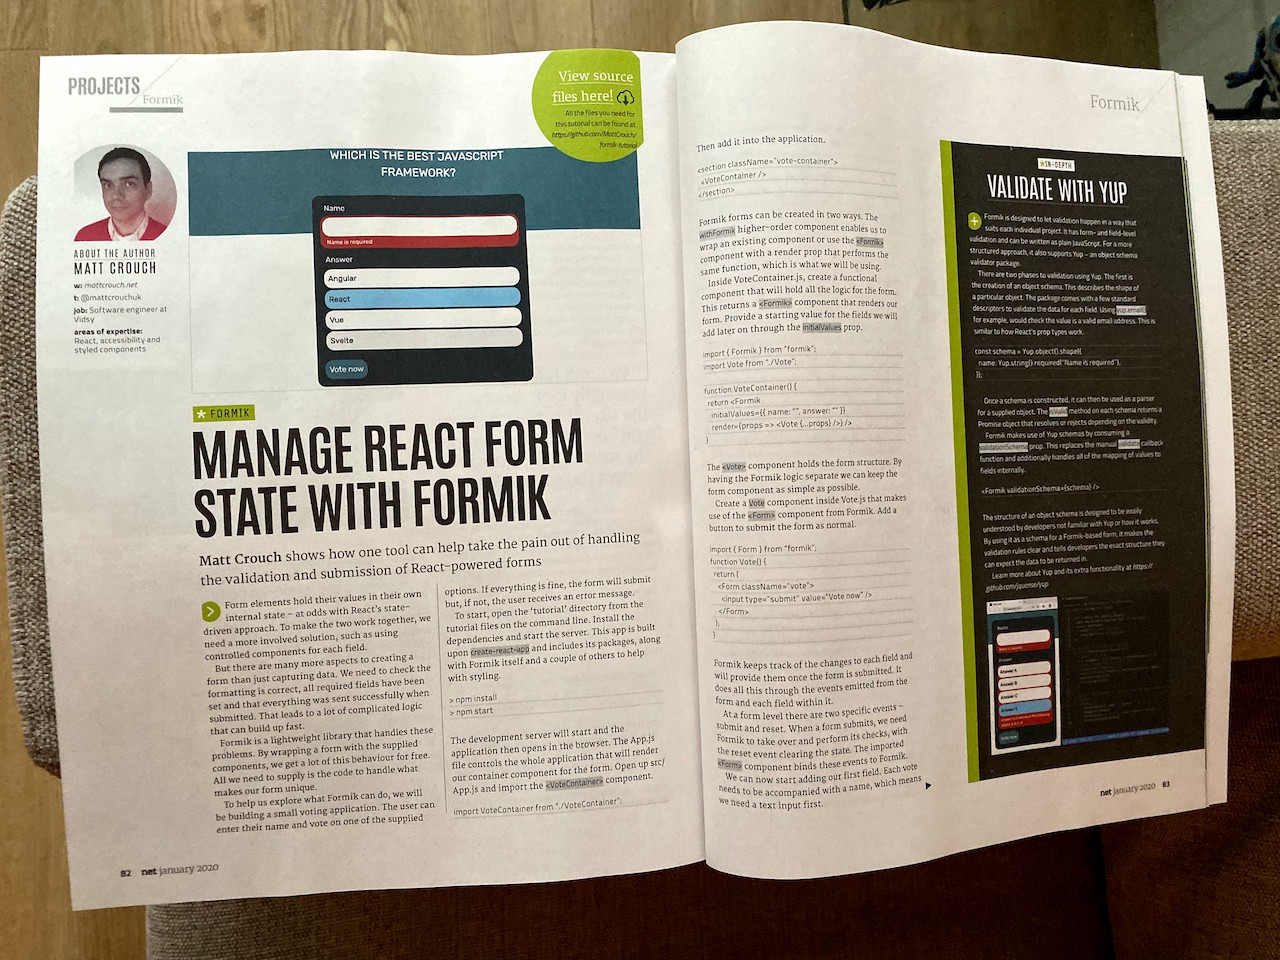 PROJECTS
Formik
View source
files here!
All the files you need for
this tutorial can be found at
https://github.com/MattCrouch/
formik-tutorial
ABOUT THE AUTHOR
MATT CROUCH
w: mattcrouch.net
t: @mattcrouchuk
job: Software engineer at
Vidsy
areas of expertise:
React, accessibility and
styled components
WHICH IS THE BEST JAVASCRIPT
FRAMEWORK?
Name
Name is required
Answer
Angular
React
Vue
Svelte
Vote now
* FORMIK
MANAGE REACT FORM
STATE WITH FORMIK
Matt Crouch shows how one tool can help take the pain out of handling
the validation and submission of React-powered forms
Form elements hold their values in their own
internal state – at odds with React's state-
driven approach. To make the two work together, we
need a more involved solution, such as using
controlled components for each field.
But there are many more aspects to creating a
form than just capturing data. We need to check the
formatting is correct, all required fields have been
set and that everything was sent successfully when
submitted. That leads to a lot of complicated logic
that can build up fast.
Formik is a lightweight library that handles these
problems. By wrapping a form with the supplied
components, we get a lot of this behaviour for free.
All we need to supply is the code to handle what
makes our form unique.
To help us explore what Formik can do, we will
be building a small voting application. The user can
enter their name and vote on one of the supplied
options. If everything is fine, the form will submit
but, if not, the user receives an error message.
To start, open the 'tutorial' directory from the
tutorial files on the command line. Install the
dependencies and start the server. This app is built
upon create-react-app and includes its packages, along
with Formik itself and a couple of others to help
with styling.
> npm install
> npm start
The development server will start and the
application then opens in the browser. The App.js
file controls the whole application that will render
our container component for the form. Open up src/
App.js and import the <VoteContainer> component.
import VoteContainer from "./VoteContainer";
82 net january 2020
Formik
Then add it into the application.
<section className="vote-container">
<VoteContainer />
</section>
Formik forms can be created in two ways. The
withFormik higher-order component enables us to
wrap an existing component or use the <Formik>
component with a render prop that performs the
same function, which is what we will be using.
Inside VoteContainer.js, create a functional
component that will hold all the logic for the form.
This returns a <Formik> component that renders our
form. Provide a starting value for the fields we will
add later on through the initialValues prop.
import { Formik } from "formik";
import Vote from "./Vote";
function VoteContainer() {
return <Formik
initialValues={{ name: "", answer: "" }}
render={props => <Vote {...props} />} />
}
The <Vote> component holds the form structure. By
having the Formik logic separate we can keep the
form component as simple as possible.
Create a Vote component inside Vote.js that makes
use of the <Form> component from Formik. Add a
button to submit the form as normal.
import { Form } from "formik";
function Vote() {
return (
<Form className="vote">
<input type="submit" value="Vote now" />
</Form>
);
}
Formik keeps track of the changes to each field and
will provide them once the form is submitted. It
does all this through the events emitted from the
form and each field within it.
At a form level there are two specific events –
submit and reset. When a form submits, we need
Formik to take over and perform its checks, with
the reset event clearing the state. The imported
<Form> component binds these events to Formik.
We can now start adding our first field. Each vote
needs to be accompanied with a name, which means
we need a text input first.
* IN-DEPTH
VALIDATE WITH YUP
Formik is designed to let validation happen in a way that
suits each individual project. It has form- and field-level
validation and can be written as plain JavaScript. For a more
structured approach, it also supports Yup – an object schema
validator package.
There are two phases to validation using Yup. The first is
the creation of an object schema. This describes the shape of
a particular object. The package comes with a few standard
descriptors to validate the data for each field. Using yup.email(),
for example, would check the value is a valid email address. This is
similar to how React's prop types work.
const schema = Yup.object().shape({
name: Yup.string().required("Name is required"),
});
Once a schema is constructed, it can then be used as a parser
for a supplied object. The isValid method on each schema returns a
Promise object that resolves or rejects depending on the validity.
Formik makes use of Yup schemas by consuming a
validationSchema prop. This replaces the manual validate callback
function and additionally handles all of the mapping of values to
fields internally.
<Formik validationSchema={schema} />
The structure of an object schema is designed to be easily
understood by developers not familiar with Yup or how it works.
By using it as a schema for a Formik-based form, it makes the
validation rules clear and tells developers the exact structure they
can expect the data to be returned in.
Learn more about Yup and its extra functionality at https://
github.com/jquense/yup
Name
Answer
Answer A
Answer B
Answer C
Vote now
net january 2020 83